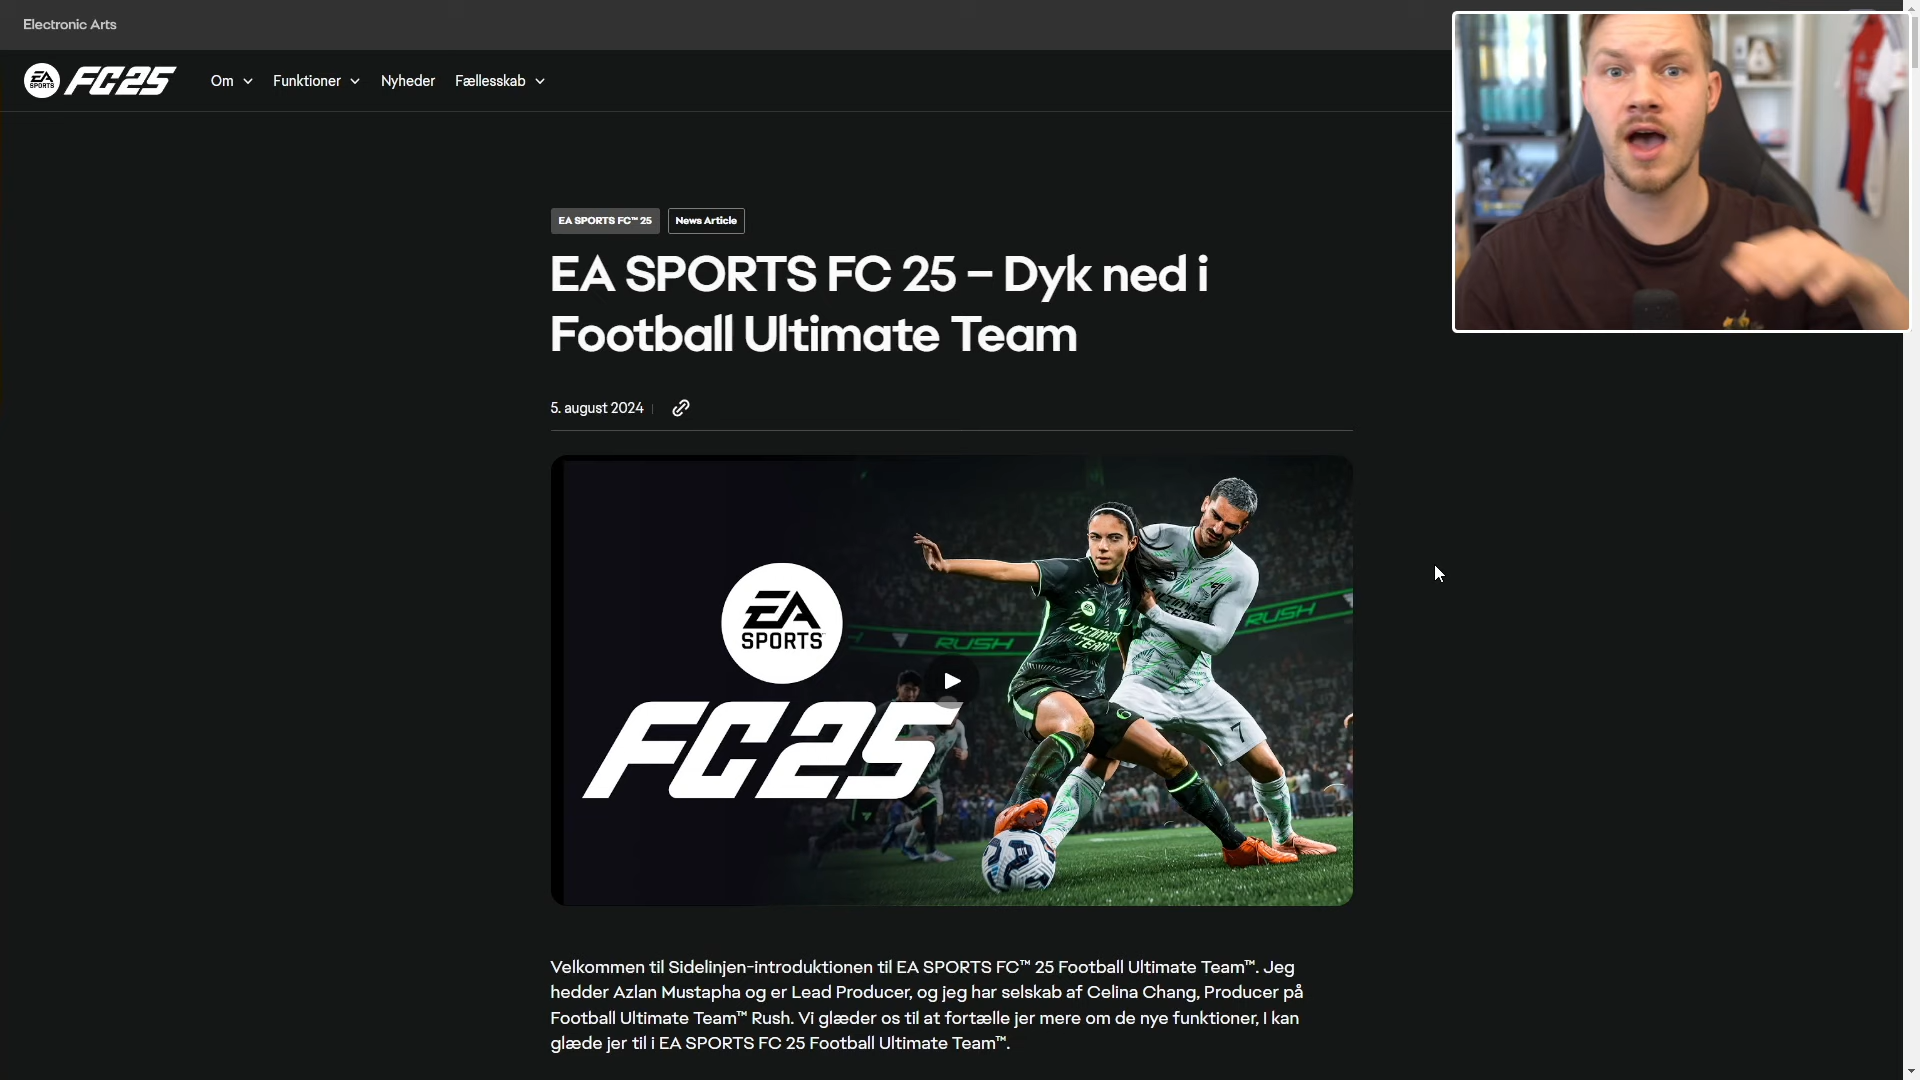 Electronic Arts
EA SPORTS FC25
Om Funktioner Nyheder Fællesskab
EA SPORTS FC™ 25 News Article
EA SPORTS FC 25 – Dyk ned i
Football Ultimate Team
5. august 2024
EA
SPORTS
FC25
RUSH
RUSH
ULTIMATE
TEAM
7
Velkommen til Sidelinjen-introduktionen til EA SPORTS FC™ 25 Football Ultimate Team™. Jeg
hedder Azlan Mustapha og er Lead Producer, og jeg har selskab af Celina Chang, Producer på
Football Ultimate Team™ Rush. Vi glæder os til at fortælle jer mere om de nye funktioner, I kan
glæde jer til i EA SPORTS FC 25 Football Ultimate Team™.